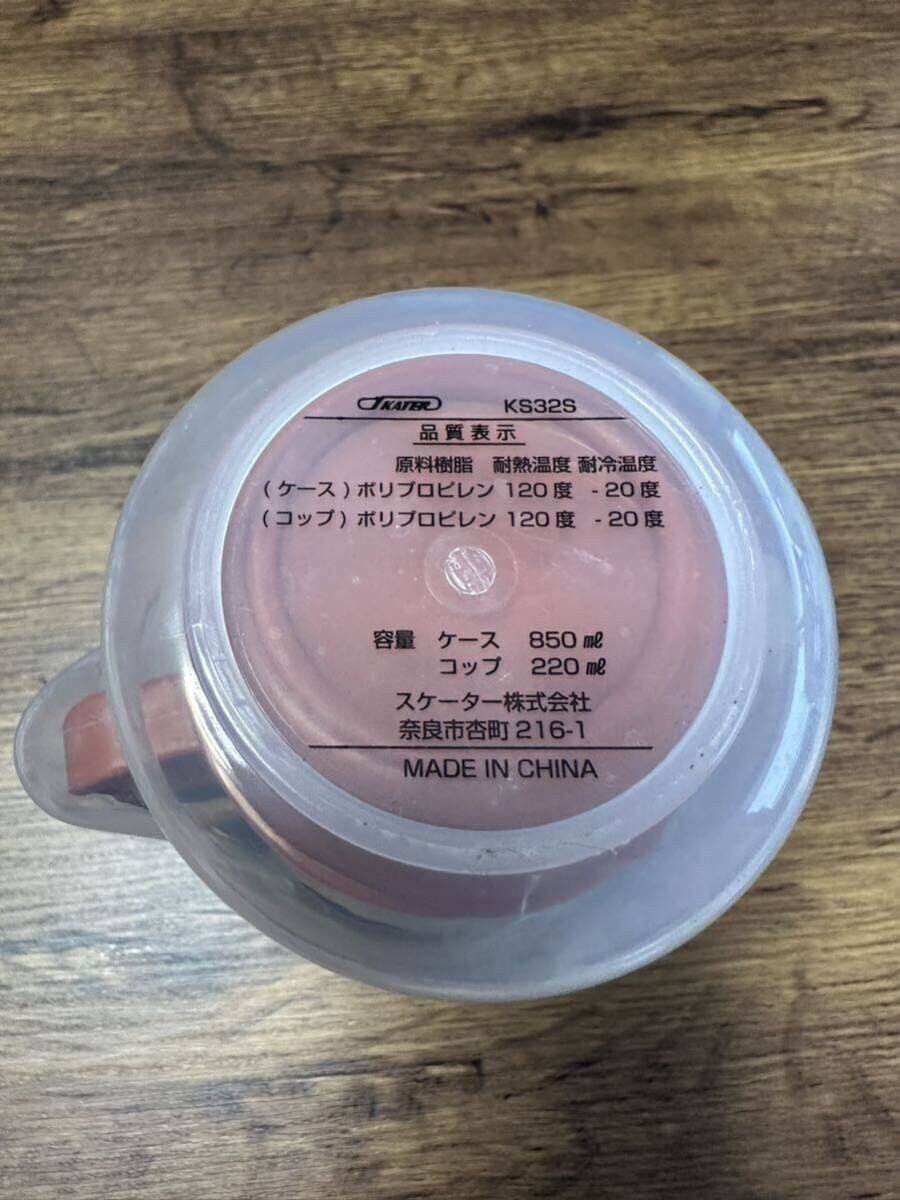 SKATER KS32S
品質表示
原料樹脂 耐熱温度 耐冷温度
(ケース) ポリプロピレン 120度 -20度
(コップ) ポリプロピレン 120度 -20度
容量 ケース 850㎖
コップ 220㎖
スケーター株式会社
奈良市杏町216-1
MADE IN CHINA